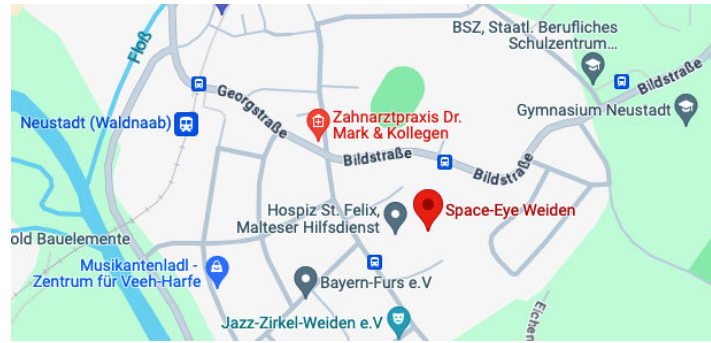 Floß
BSZ, Staatl. Berufliches
Schulzentrum...
Bildstraße
Georgstraße
Gymnasium Neustadt
Neustadt (Waldnaab)
Zahnarztpraxis Dr.
Mark & Kollegen
Bildstraße
Bildstraße
Hospiz St. Felix,
Malteser Hilfsdienst
Space-Eye Weiden
old Bauelemente
Musikantenladl -
Zentrum für Veeh-Harfe
Bayern-Furs e.V
Eichen
Jazz-Zirkel-Weiden e.V